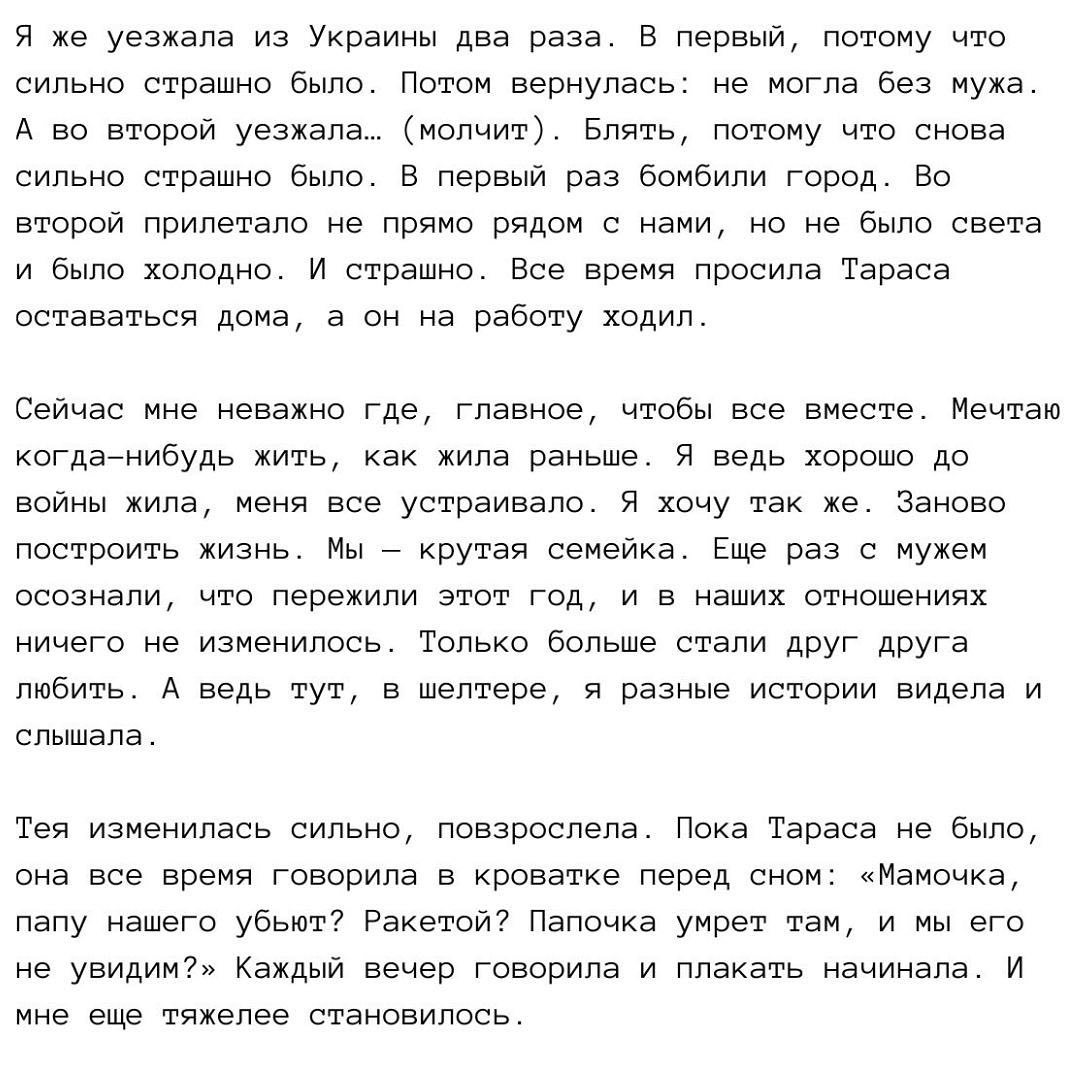 Я же уезжала из Украины два раза. В первый, потому что
сильно страшно было. Потом вернулась: не могла без мужа.
А во второй уезжала… (молчит). Блять, потому что снова
сильно страшно было. В первый раз бомбили город. Во
второй прилетало не прямо рядом с нами, но не было света
и было холодно. И страшно. Все время просила Тараса
оставаться дома, а он на работу ходил.
Сейчас мне неважно где, главное, чтобы все вместе. Мечтаю
когда-нибудь жить, как жила раньше. Я ведь хорошо до
войны жила, меня все устраивало. Я хочу так же. Заново
построить жизнь. Мы — крутая семейка. Еще раз с мужем
осознали, что пережили этот год, и в наших отношениях
ничего не изменилось. Только больше стали друг друга
любить. А ведь тут, в шелтере, я разные истории видела и
слышала.
Тея изменилась сильно, повзрослела. Пока Тараса не было,
она все время говорила в кроватке перед сном: «Мамочка,
папу нашего убьют? Ракетой? Папочка умрет там, и мы его
не увидим?» Каждый вечер говорила и плакать начинала. И
мне еще тяжелее становилось.